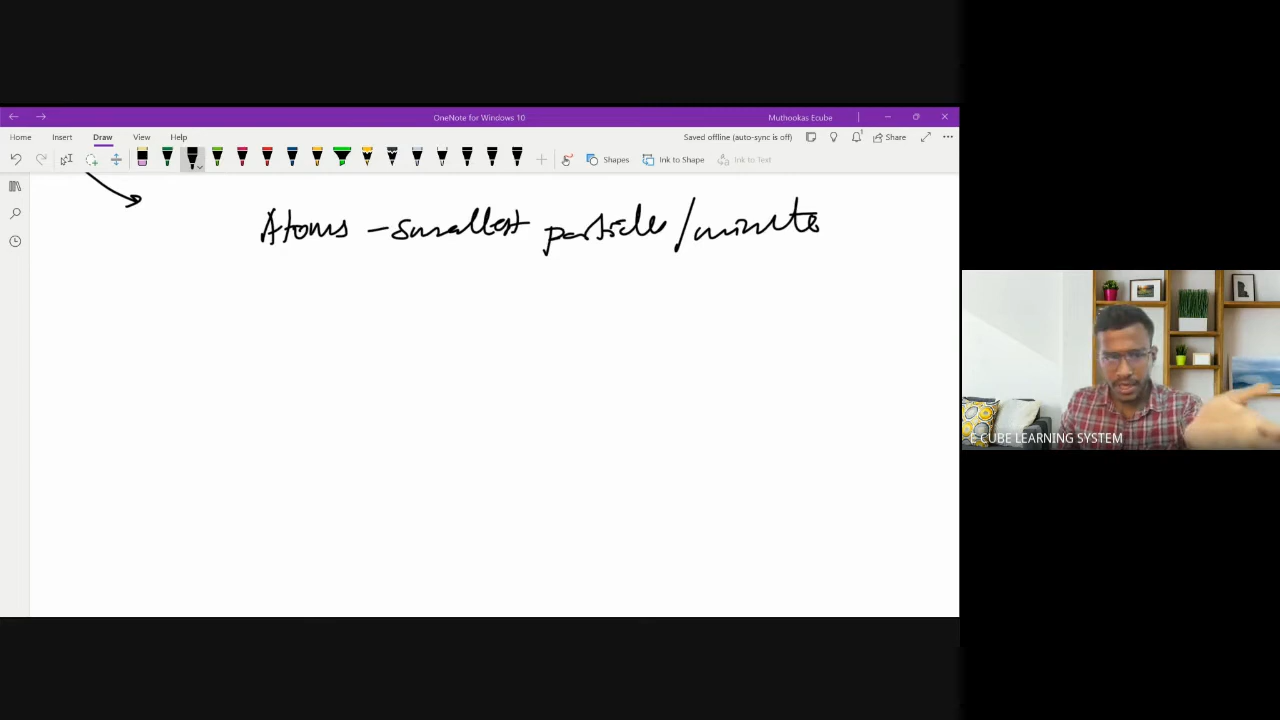 OneNote for Windows 10
Muthookas Ecube
Home Insert Draw View Help
Saved offline (auto-sync is off)
Share
Shapes
Ink to Shape
Ink to Text
Atoms - smallest particle/minute
E CUBE LEARNING SYSTEM